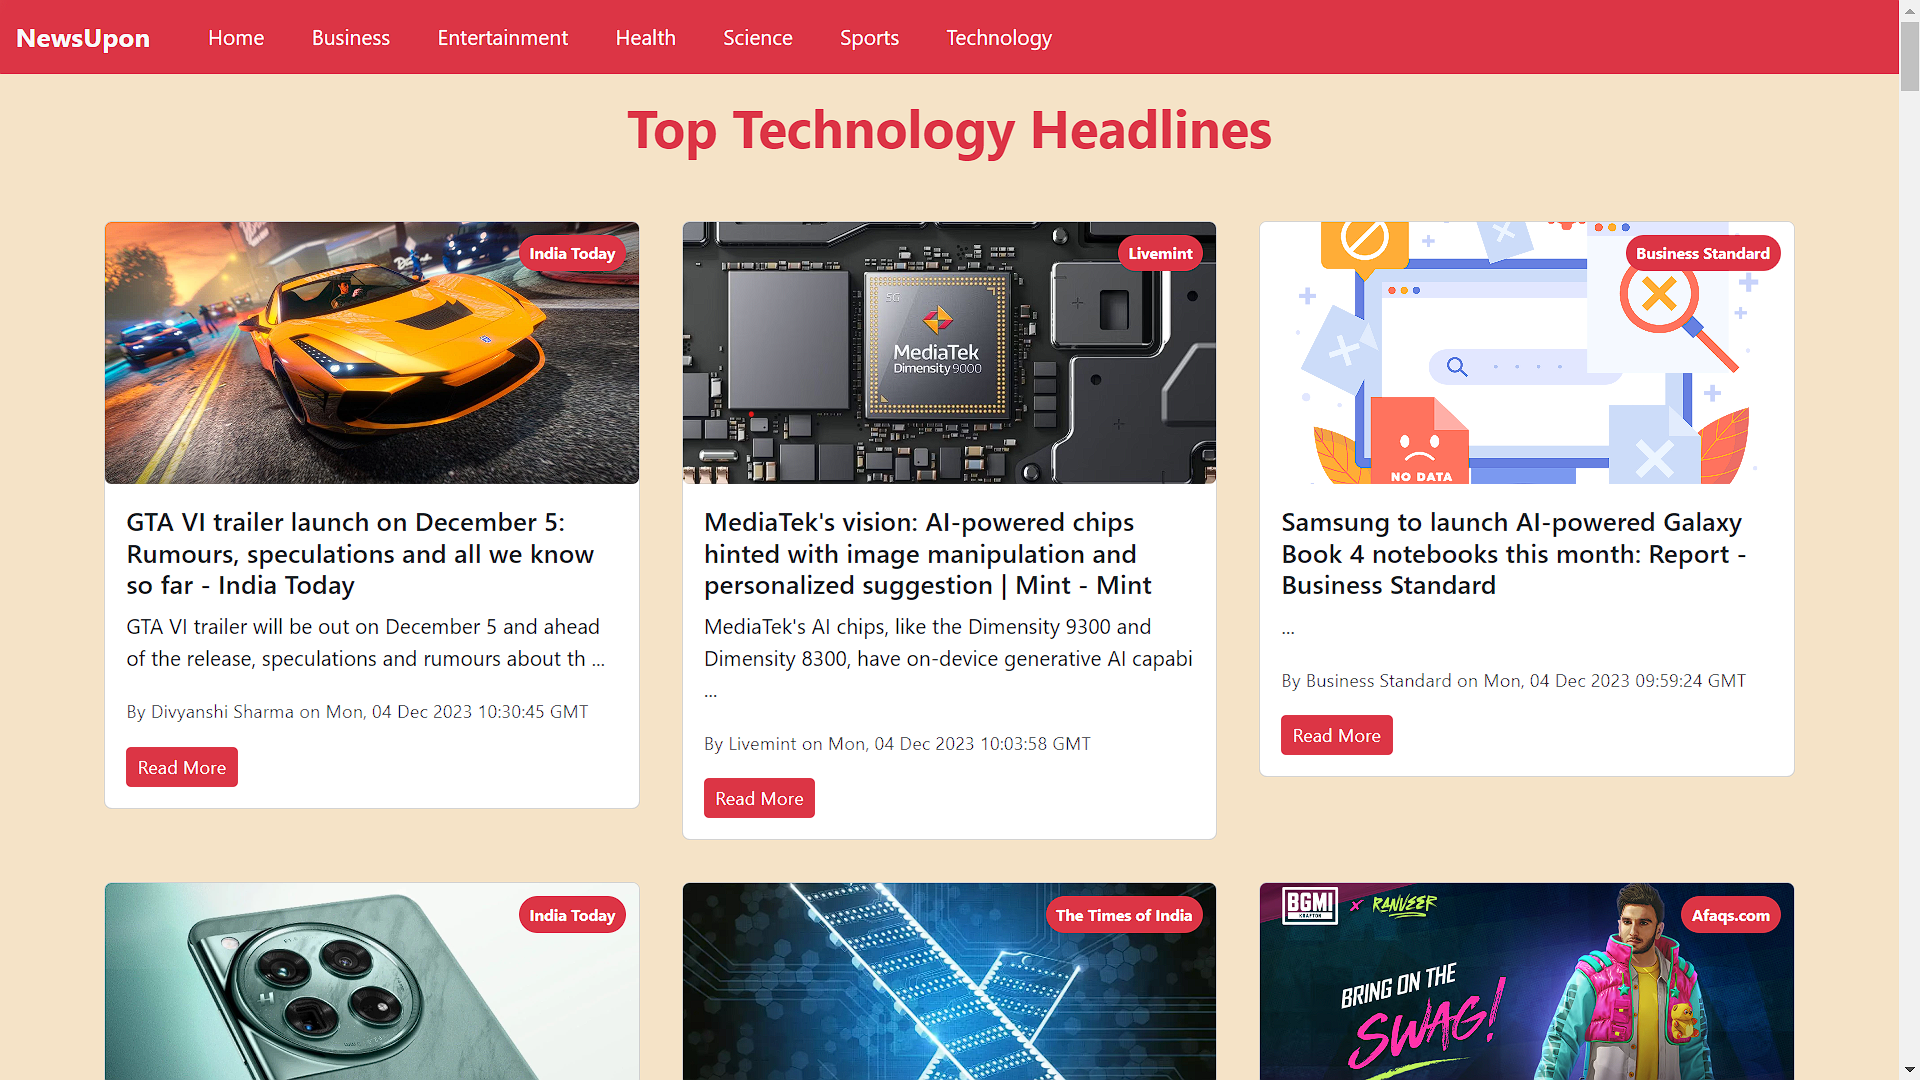 NewsUpon Home Business Entertainment Health Science Sports Technology
Top Technology Headlines
India Today
GTA VI trailer launch on December 5:
Rumours, speculations and all we know
so far - India Today
GTA VI trailer will be out on December 5 and ahead
of the release, speculations and rumours about th ...
By Divyanshi Sharma on Mon, 04 Dec 2023 10:30:45 GMT
Read More
Livemint
5G
MediaTek
Dimensity 9000
MediaTek's vision: AI-powered chips
hinted with image manipulation and
personalized suggestion | Mint - Mint
MediaTek's AI chips, like the Dimensity 9300 and
Dimensity 8300, have on-device generative AI capabi
...
By Livemint on Mon, 04 Dec 2023 10:03:58 GMT
Read More
Business Standard
NO DATA
Samsung to launch AI-powered Galaxy
Book 4 notebooks this month: Report -
Business Standard
...
By Business Standard on Mon, 04 Dec 2023 09:59:24 GMT
Read More
India Today
The Times of India
Afaqs.com
BGMI x RANVEER
KRAFTON
BRING ON THE
SWAG!